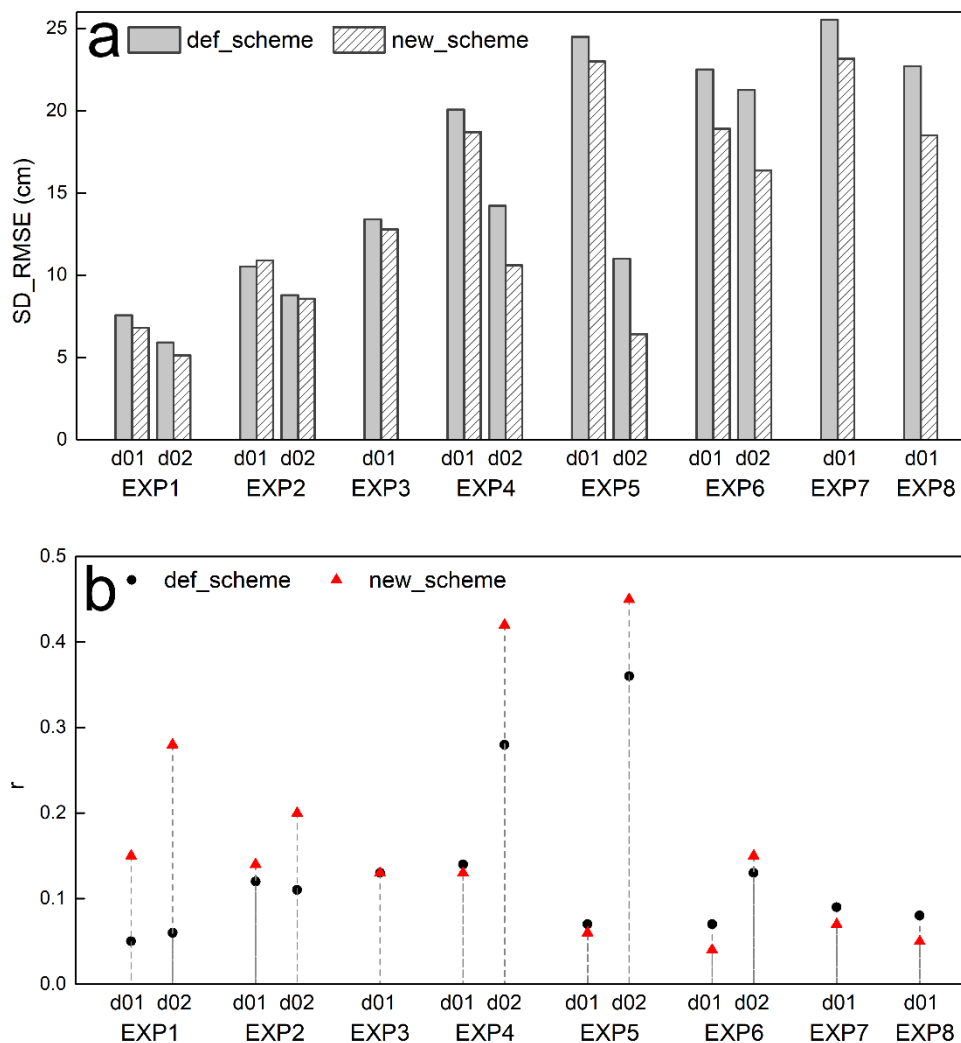 a def_scheme new_scheme
25
20
15
10
5
0
SD_RMSE (cm)
d01 d02 d01 d02 d01 d01 d02 d01 d02 d01 d02 d01 d01
EXP1 EXP2 EXP3 EXP4 EXP5 EXP6 EXP7 EXP8
b def_scheme new_scheme
0.5
0.4
0.3
0.2
0.1
0.0
r
d01 d02 d01 d02 d01 d01 d02 d01 d02 d01 d02 d01 d01
EXP1 EXP2 EXP3 EXP4 EXP5 EXP6 EXP7 EXP8